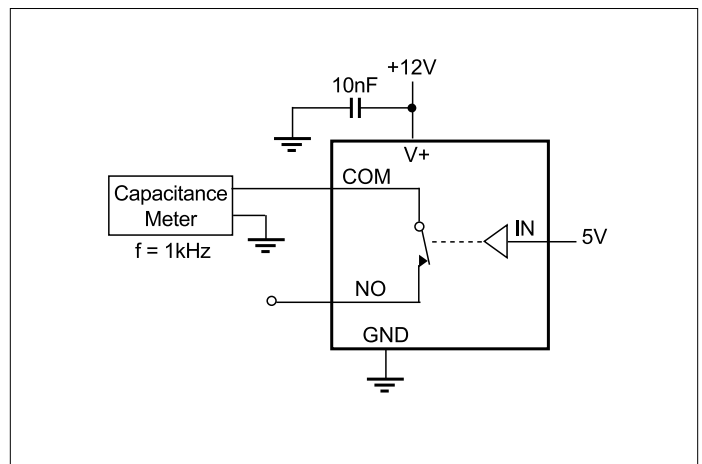 +12V
10nF
V+
COM
Capacitance
Meter
f = 1kHz
IN
5V
NO
GND